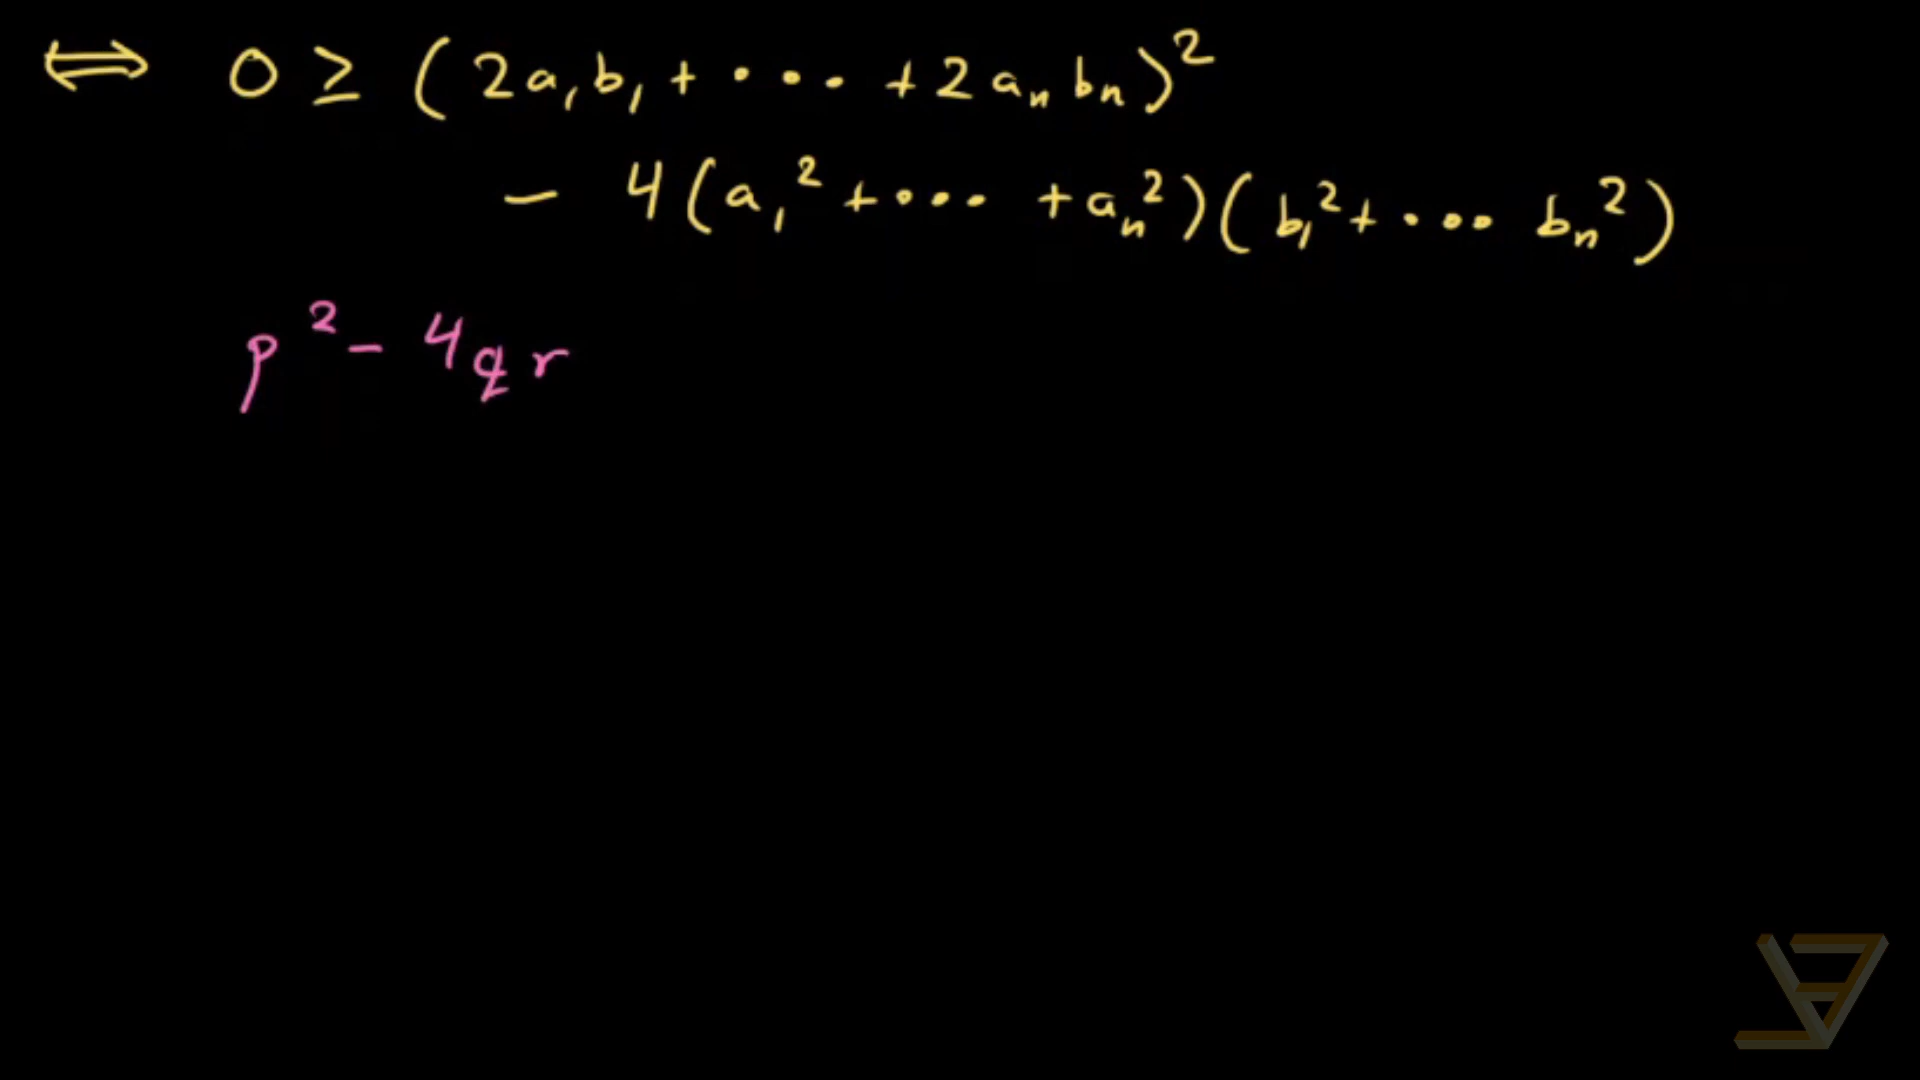 ⟺ 0 ≥ (2a₁b₁ + ··· + 2aₙbₙ)²
− 4(a₁² + ··· + aₙ²)(b₁² + ··· bₙ²)
p² − 4qr